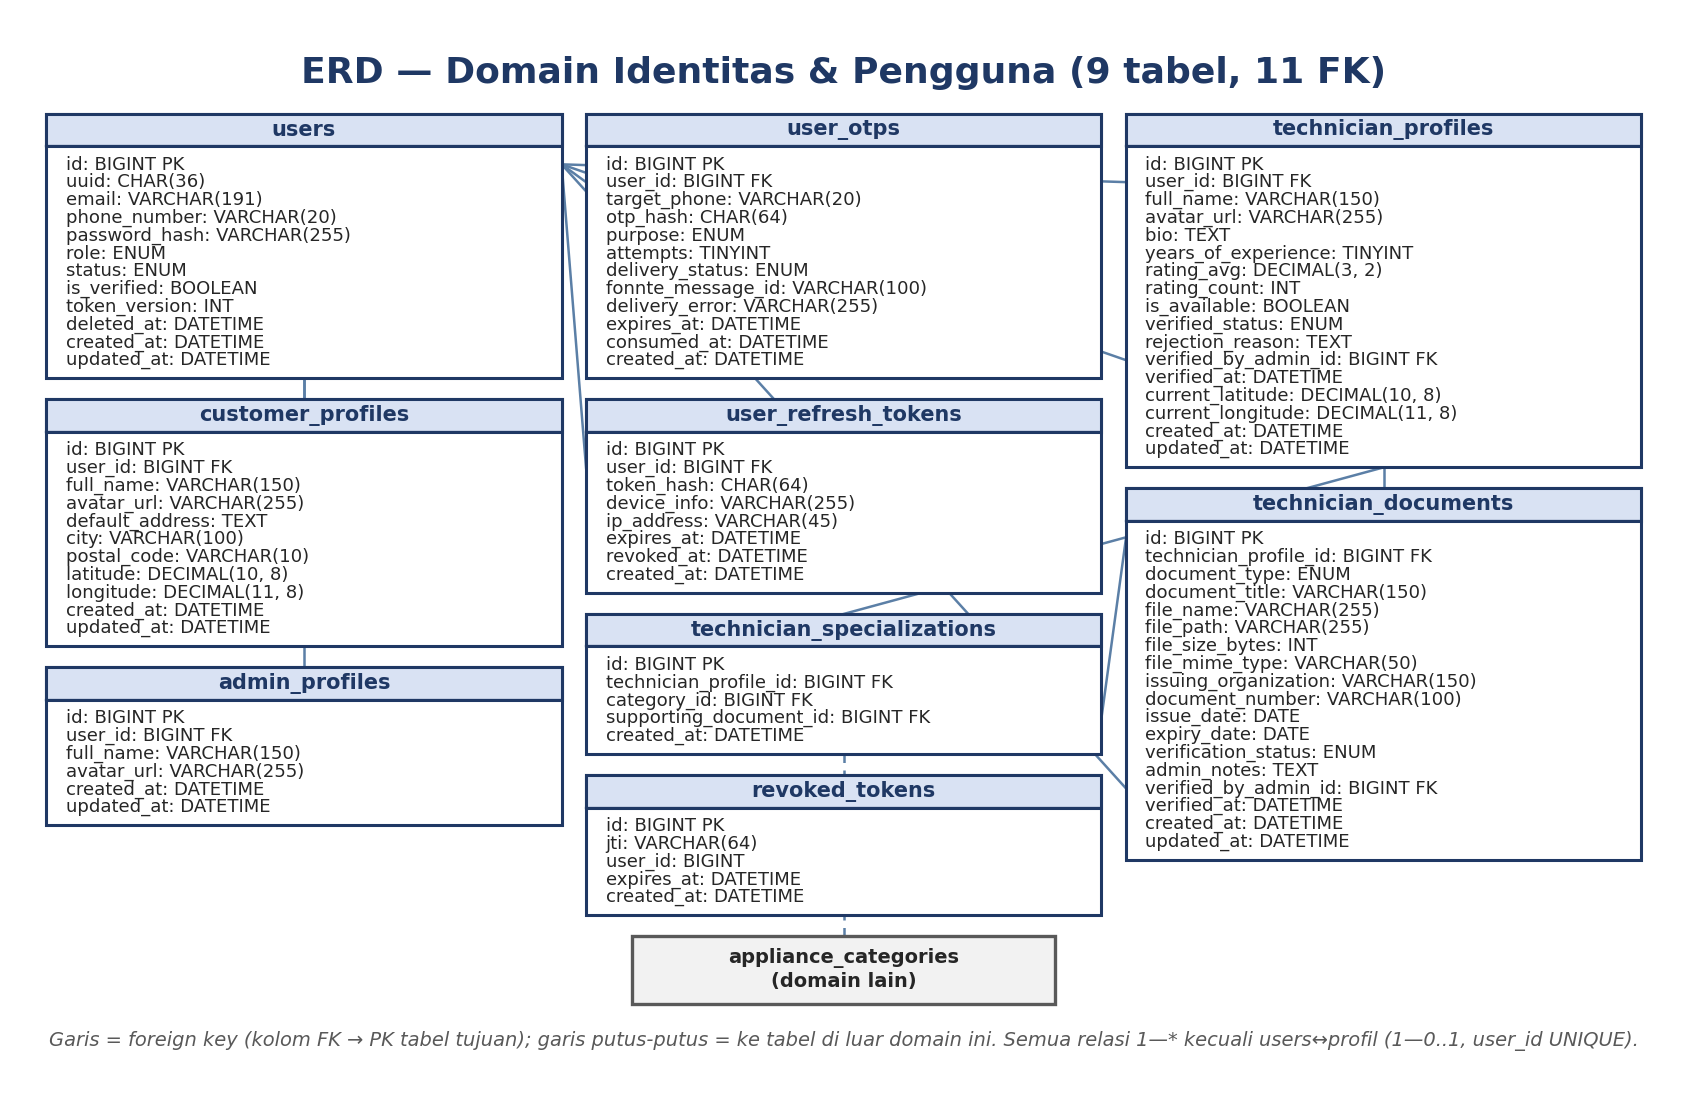 ERD — Domain Identitas & Pengguna (9 tabel, 11 FK)
users
id: BIGINT PK
uuid: CHAR(36)
email: VARCHAR(191)
phone_number: VARCHAR(20)
password_hash: VARCHAR(255)
role: ENUM
status: ENUM
is_verified: BOOLEAN
token_version: INT
deleted_at: DATETIME
created_at: DATETIME
updated_at: DATETIME
customer_profiles
id: BIGINT PK
user_id: BIGINT FK
full_name: VARCHAR(150)
avatar_url: VARCHAR(255)
default_address: TEXT
city: VARCHAR(100)
postal_code: VARCHAR(10)
latitude: DECIMAL(10, 8)
longitude: DECIMAL(11, 8)
created_at: DATETIME
updated_at: DATETIME
admin_profiles
id: BIGINT PK
user_id: BIGINT FK
full_name: VARCHAR(150)
avatar_url: VARCHAR(255)
created_at: DATETIME
updated_at: DATETIME
user_otps
id: BIGINT PK
user_id: BIGINT FK
target_phone: VARCHAR(20)
otp_hash: CHAR(64)
purpose: ENUM
attempts: TINYINT
delivery_status: ENUM
fonnte_message_id: VARCHAR(100)
delivery_error: VARCHAR(255)
expires_at: DATETIME
consumed_at: DATETIME
created_at: DATETIME
user_refresh_tokens
id: BIGINT PK
user_id: BIGINT FK
token_hash: CHAR(64)
device_info: VARCHAR(255)
ip_address: VARCHAR(45)
expires_at: DATETIME
revoked_at: DATETIME
created_at: DATETIME
technician_specializations
id: BIGINT PK
technician_profile_id: BIGINT FK
category_id: BIGINT FK
supporting_document_id: BIGINT FK
created_at: DATETIME
revoked_tokens
id: BIGINT PK
jti: VARCHAR(64)
user_id: BIGINT
expires_at: DATETIME
created_at: DATETIME
appliance_categories
(domain lain)
technician_profiles
id: BIGINT PK
user_id: BIGINT FK
full_name: VARCHAR(150)
avatar_url: VARCHAR(255)
bio: TEXT
years_of_experience: TINYINT
rating_avg: DECIMAL(3, 2)
rating_count: INT
is_available: BOOLEAN
verified_status: ENUM
rejection_reason: TEXT
verified_by_admin_id: BIGINT FK
verified_at: DATETIME
current_latitude: DECIMAL(10, 8)
current_longitude: DECIMAL(11, 8)
created_at: DATETIME
updated_at: DATETIME
technician_documents
id: BIGINT PK
technician_profile_id: BIGINT FK
document_type: ENUM
document_title: VARCHAR(150)
file_name: VARCHAR(255)
file_path: VARCHAR(255)
file_size_bytes: INT
file_mime_type: VARCHAR(50)
issuing_organization: VARCHAR(150)
document_number: VARCHAR(100)
issue_date: DATE
expiry_date: DATE
verification_status: ENUM
admin_notes: TEXT
verified_by_admin_id: BIGINT FK
verified_at: DATETIME
created_at: DATETIME
updated_at: DATETIME
Garis = foreign key (kolom FK → PK tabel tujuan); garis putus-putus = ke tabel di luar domain ini. Semua relasi 1—* kecuali users↔profil (1—0..1, user_id UNIQUE).